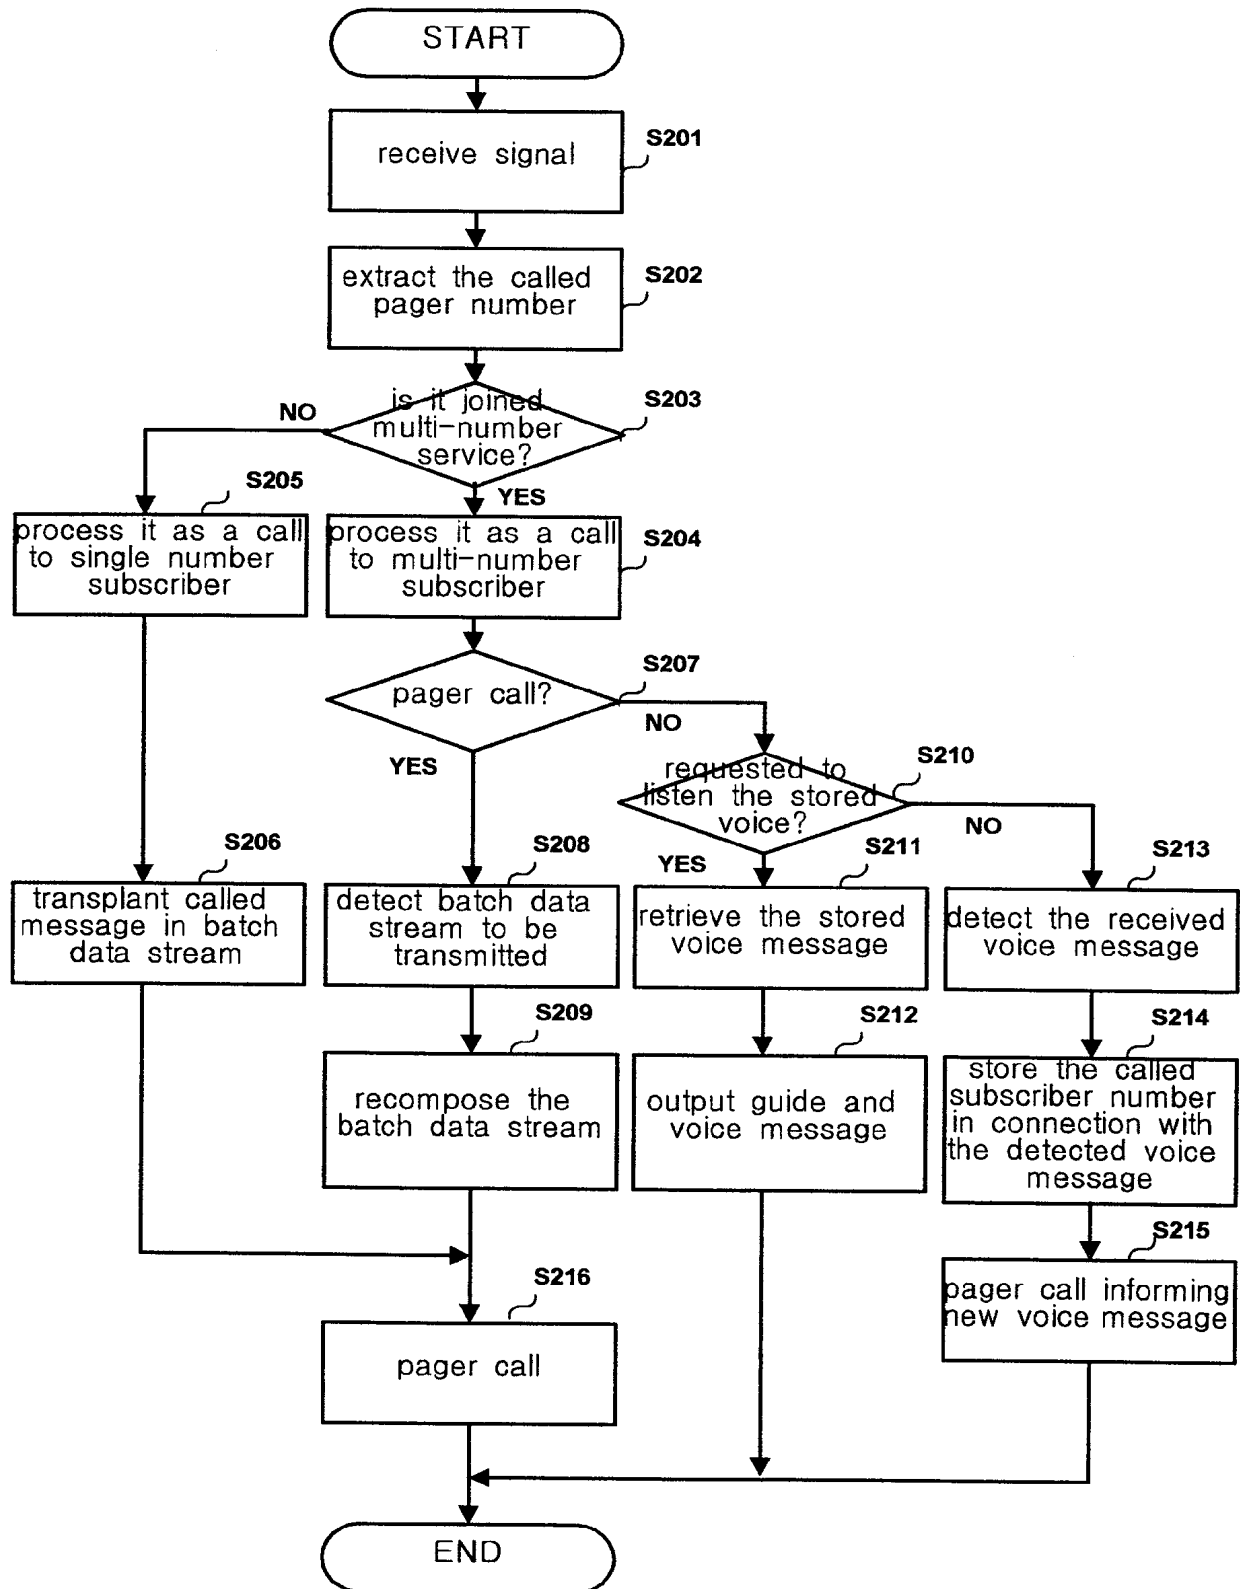 START
S201
receive signal
S202
extract the called
pager number
S203
is it joined
multi-number
service?
NO
YES
S205
process it as a call
to single number
subscriber
S204
process it as a call
to multi-number
subscriber
S207
pager call?
NO
YES
S210
requested to
listen the stored
voice?
NO
YES
S206
transplant called
message in batch
data stream
S208
detect batch data
stream to be
transmitted
S211
retrieve the stored
voice message
S213
detect the received
voice message
S209
recompose the
batch data stream
S212
output guide and
voice message
S214
store the called
subscriber number
in connection with
the detected voice
message
S215
pager call informing
new voice message
S216
pager call
END